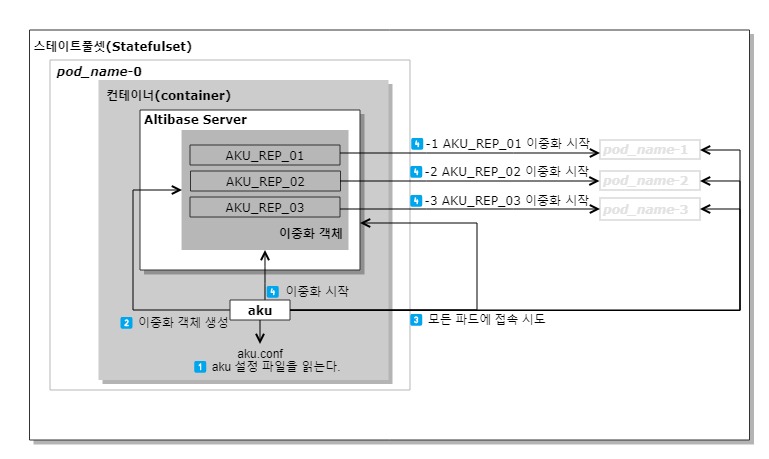 스테이트풀셋(Statefulset)
pod_name-0
컨테이너(container)
Altibase Server
AKU_REP_01
AKU_REP_02
AKU_REP_03
이중화 객체
4 -1 AKU_REP_01 이중화 시작
4 -2 AKU_REP_02 이중화 시작
4 -3 AKU_REP_03 이중화 시작
pod_name-1
pod_name-2
pod_name-3
4 이중화 시작
aku
2 이중화 객체 생성
3 모든 파드에 접속 시도
aku.conf
1 aku 설정 파일을 읽는다.